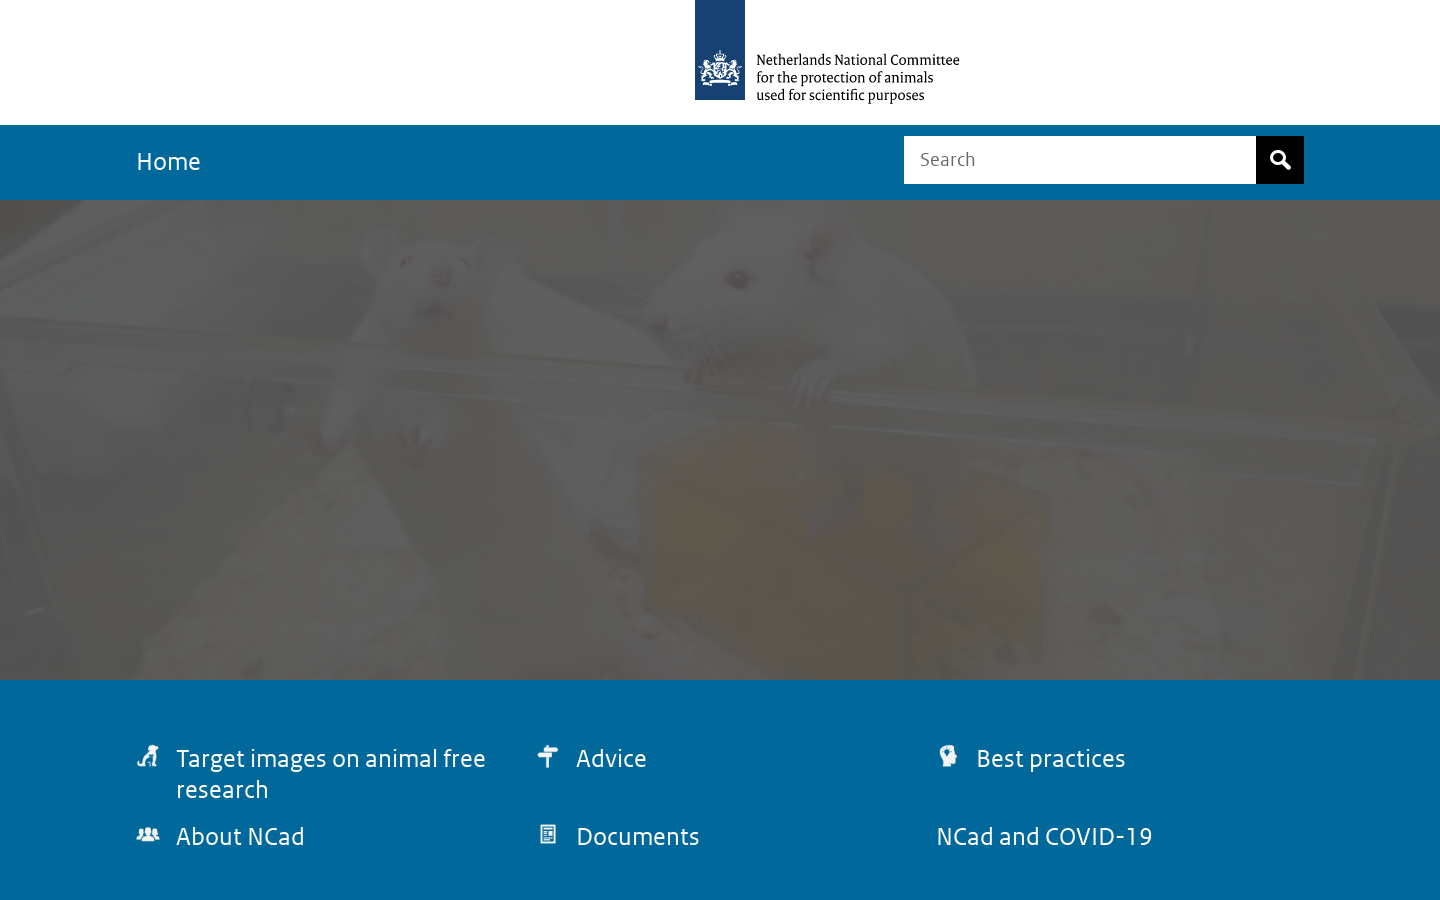 Netherlands National Committee
for the protection of animals
used for scientific purposes
Home
Search
Target images on animal free
research
Advice
Best practices
About NCad
Documents
NCad and COVID-19